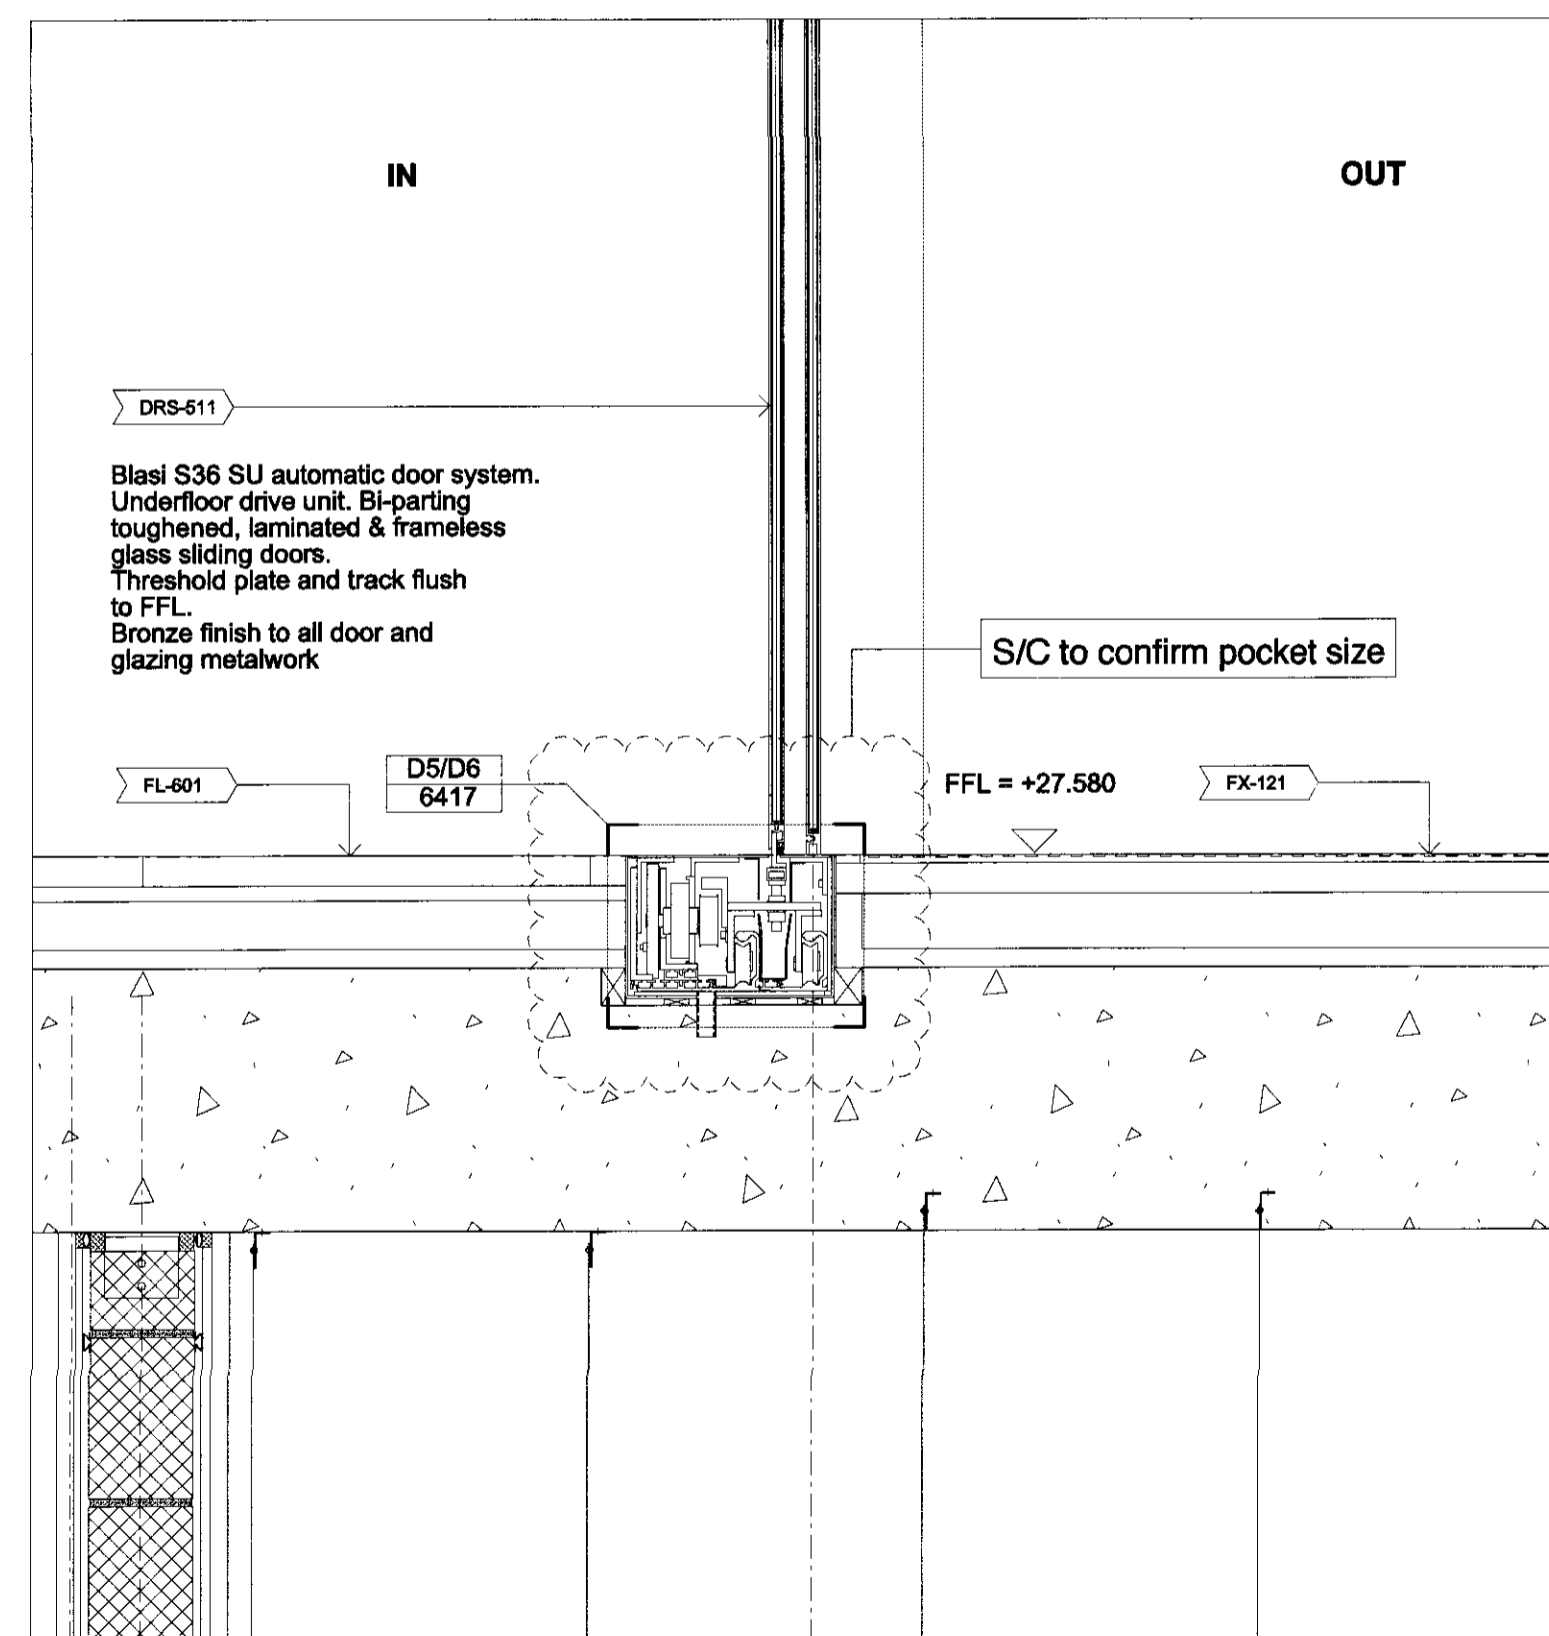 IN
OUT
DRS-511
Blasi S36 SU automatic door system.
Underfloor drive unit. Bi-parting
toughened, laminated & frameless
glass sliding doors.
Threshold plate and track flush
to FFL.
Bronze finish to all door and
glazing metalwork
S/C to confirm pocket size
FL-601
D5/D6
6417
FFL = +27.580
FX-121